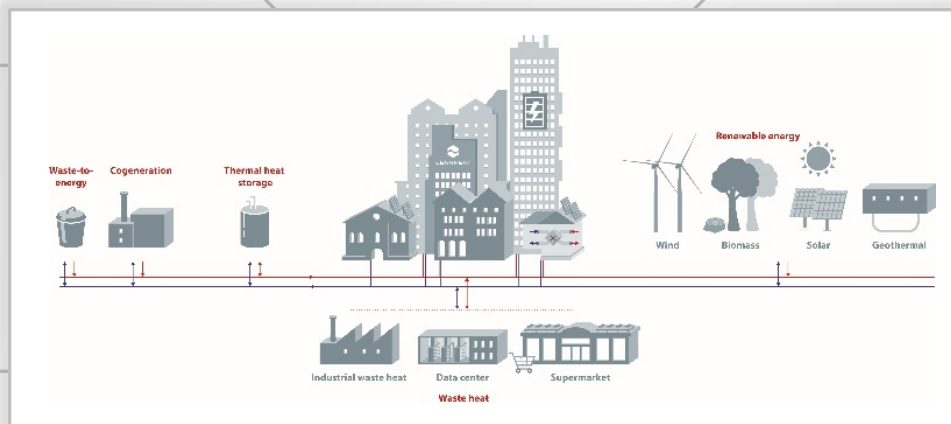 Renewable energy
Waste-to-
energy
Cogeneration
Thermal heat
storage
Wind
Biomass
Solar
Geothermal
Industrial waste heat
Data center
Supermarket
Waste heat